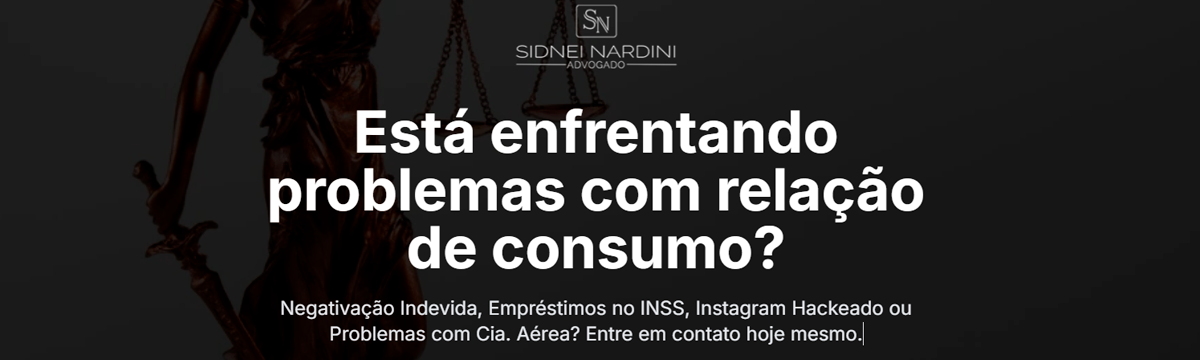 SN
SIDNEI NARDINI
ADVOGADO
Está enfrentando
problemas com relação
de consumo?
Negativação Indevida, Empréstimos no INSS, Instagram Hackeado ou
Problemas com Cia. Aérea? Entre em contato hoje mesmo.